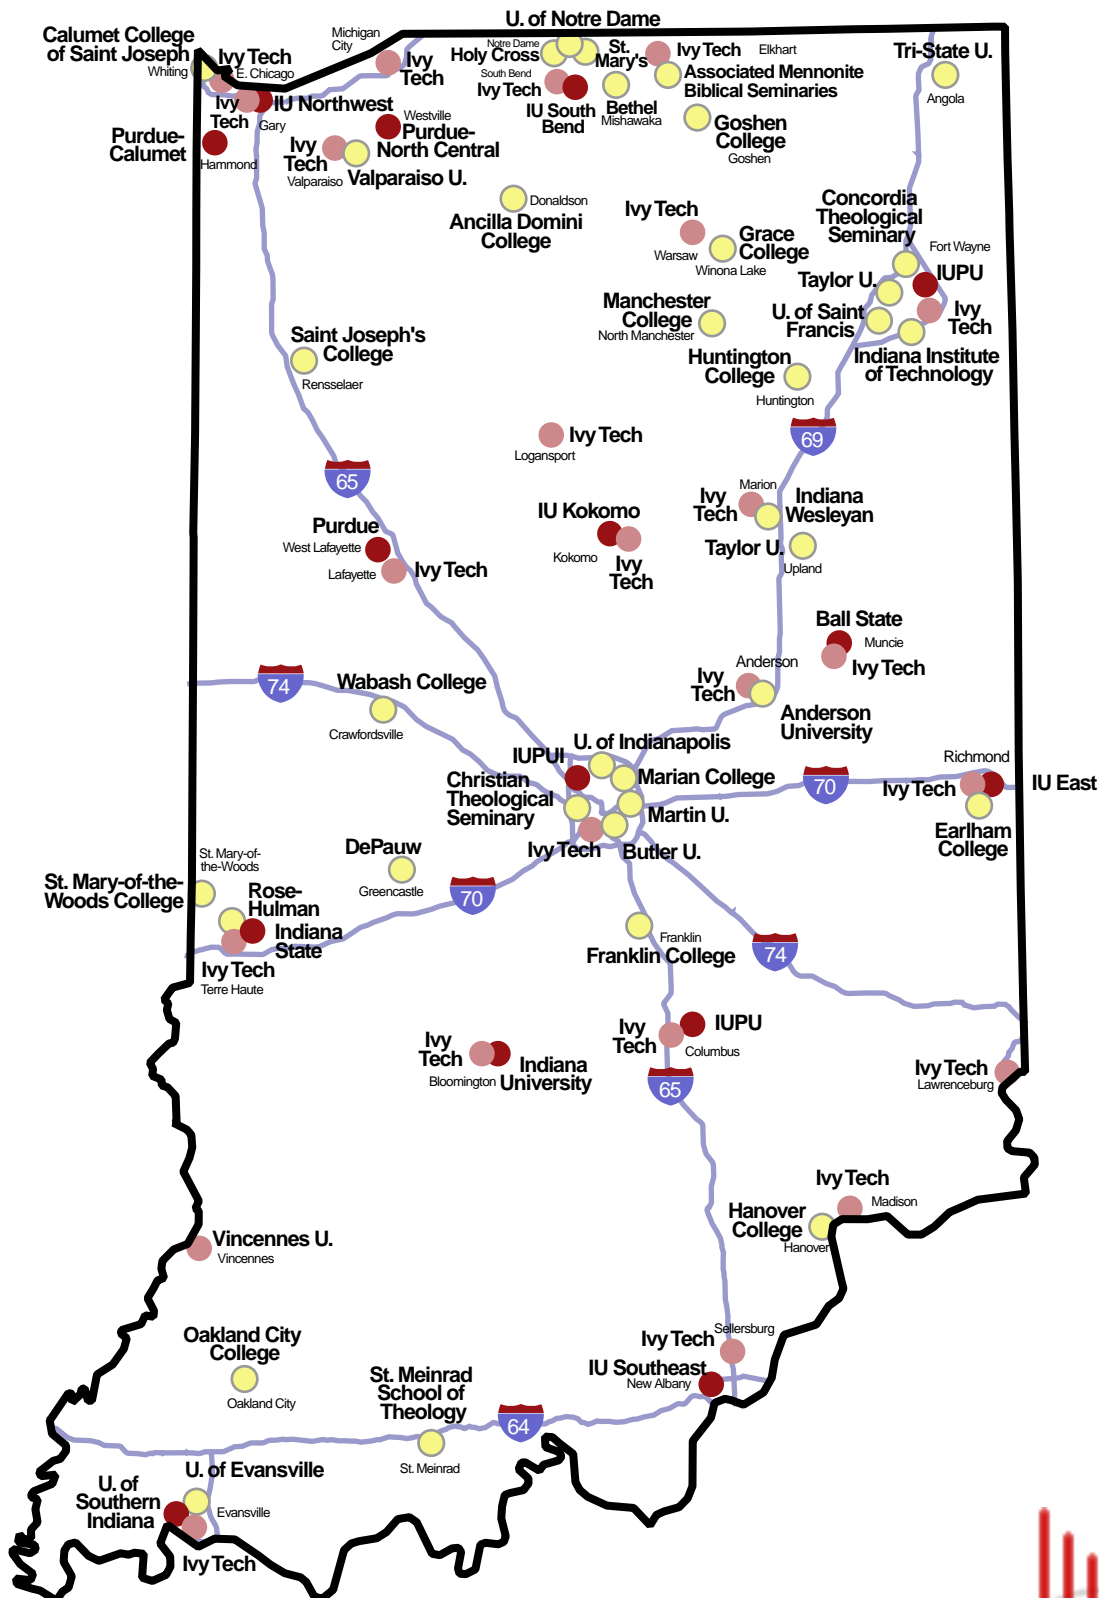 U. of Notre Dame
Calumet College
of Saint Joseph
Whiting
Ivy Tech
E. Chicago
Michigan
City
Ivy
Tech
Notre Dame
Holy Cross
St.
Mary's
Ivy Tech
Elkhart
Tri-State U.
Angola
South Bend
Ivy Tech
IU South
Bend
Bethel
Mishawaka
Associated Mennonite
Biblical Seminaries
Ivy
Tech
IU Northwest
Gary
Purdue-
Calumet
Hammond
Westville
Purdue-
North Central
Ivy
Tech
Valparaiso
Valparaiso U.
Goshen
College
Goshen
Donaldson
Ancilla Domini
College
Ivy Tech
Warsaw
Grace
College
Winona Lake
Concordia
Theological
Seminary
Fort Wayne
Taylor U.
IUPU
U. of Saint
Francis
Ivy
Tech
Indiana Institute
of Technology
Manchester
College
North Manchester
Huntington
College
Huntington
Saint Joseph's
College
Rensselaer
69
Ivy Tech
Logansport
65
Marion
Ivy
Tech
Indiana
Wesleyan
IU Kokomo
Kokomo
Ivy
Tech
Taylor U.
Upland
Purdue
West Lafayette
Lafayette
Ivy Tech
Ball State
Muncie
Ivy Tech
74
Wabash College
Crawfordsville
Anderson
Ivy
Tech
Anderson
University
U. of Indianapolis
IUPUI
Marian College
Christian
Theological
Seminary
Martin U.
Ivy Tech
Butler U.
70
Richmond
Ivy Tech
IU East
Earlham
College
DePauw
Greencastle
St. Mary-of-
the-Woods
St. Mary-of-the-
Woods College
Rose-
Hulman
Indiana
State
Ivy Tech
Terre Haute
70
Franklin
Franklin College
74
Ivy
Tech
IUPU
Columbus
65
Ivy
Tech
Bloomington
Indiana
University
Ivy Tech
Lawrenceburg
Ivy Tech
Madison
Hanover
College
Hanover
Vincennes U.
Vincennes
Sellersburg
Ivy Tech
IU Southeast
New Albany
Oakland City
College
Oakland City
St. Meinrad
School of
Theology
St. Meinrad
64
U. of Evansville
U. of
Southern
Indiana
Evansville
Ivy Tech